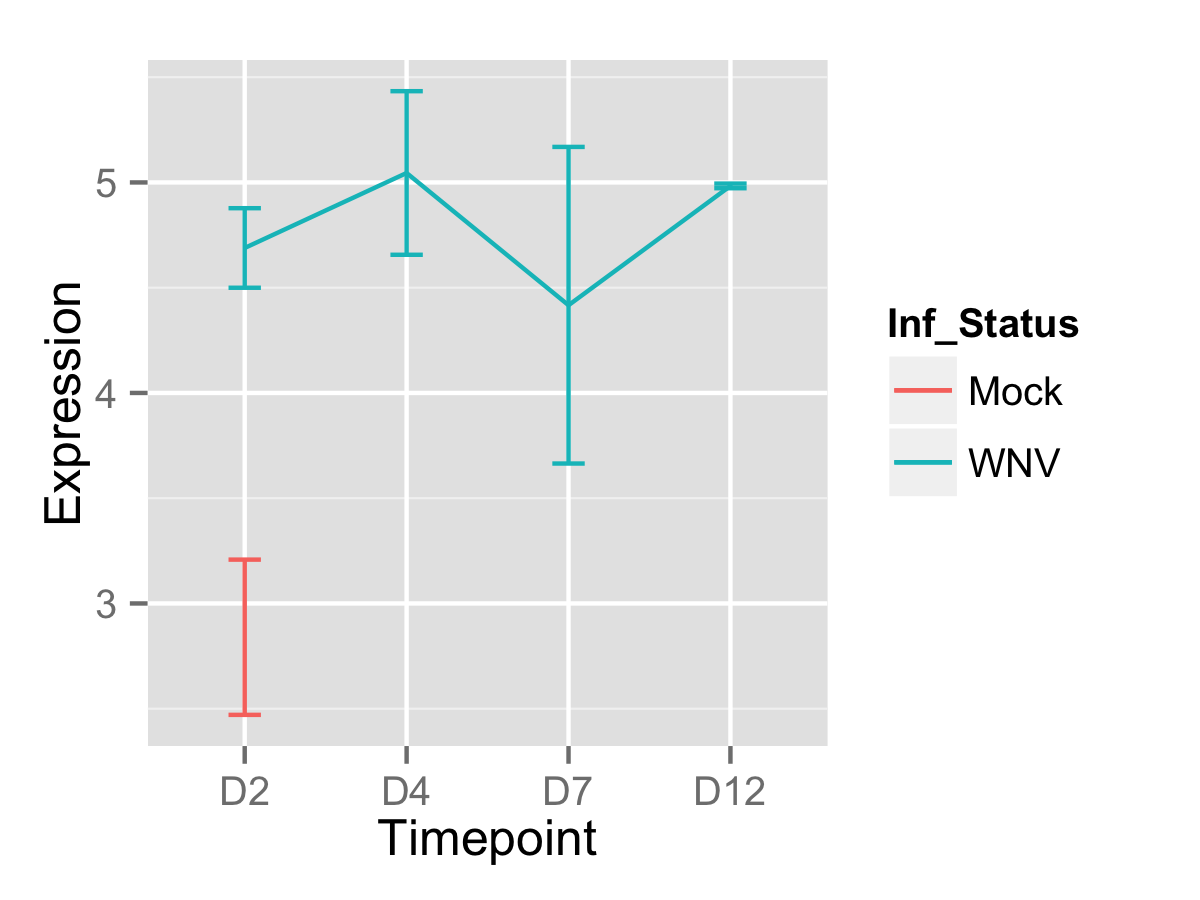 5
4
3
Expression
D2 D4 D7 D12
Timepoint
Inf_Status
Mock
WNV